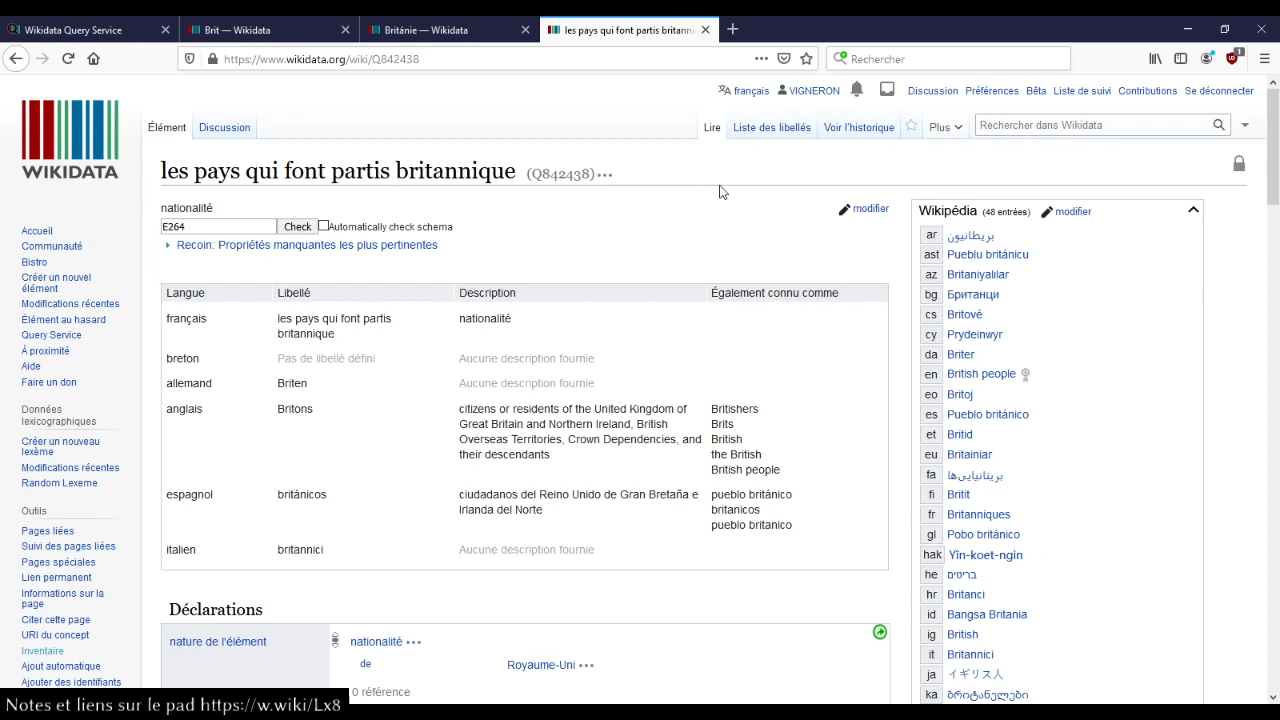 Wikidata Query Service
Brit — Wikidata
Británie — Wikidata
les pays qui font partis britanni
https://www.wikidata.org/wiki/Q842438
Rechercher
1
français
VIGNERON
Discussion
Préférences
Bêta
Liste de suivi
Contributions
Se déconnecter
WIKIDATA
Élément
Discussion
Lire
Liste des libellés
Voir l'historique
Plus
Rechercher dans Wikidata
les pays qui font partis britannique (Q842438)
nationalité
modifier
E264
Check
Automatically check schema
Recoin: Propriétés manquantes les plus pertinentes
Langue Libellé Description Également connu comme
français les pays qui font partis nationalité
britannique
breton Pas de libellé défini Aucune description fournie
allemand Briten Aucune description fournie
anglais Britons citizens or residents of the United Kingdom of Britishers
Great Britain and Northern Ireland, British Brits
Overseas Territories, Crown Dependencies, and British
their descendants the British
British people
espagnol británicos ciudadanos del Reino Unido de Gran Bretaña e pueblo británico
Irlanda del Norte britanicos
pueblo britanico
italien britannici Aucune description fournie
Déclarations
nature de l'élément nationalité
de Royaume-Uni
0 référence
Accueil
Communauté
Bistro
Créer un nouvel
élément
Modifications récentes
Élément au hasard
Query Service
À proximité
Aide
Faire un don
Données
lexicographiques
Créer un nouveau
lexème
Modifications récentes
Random Lexeme
Outils
Pages liées
Suivi des pages liées
Pages spéciales
Lien permanent
Informations sur la
page
Citer cette page
URI du concept
Inventaire
Ajout automatique
Ajouter des identifiants
Wikipédia (48 entrées) modifier
ar بريطانيون
ast Pueblu británicu
az Britaniyalılar
bg Британци
cs Britové
cy Prydeinwyr
da Briter
en British people
eo Britoj
es Pueblo británico
et Britid
eu Britainiar
fa بریتانیایی‌ها
fi Britit
fr Britanniques
gl Pobo británico
hak Yîn-koet-ngìn
he בריטים
hr Britanci
id Bangsa Britania
ig British
it Britannici
ja イギリス人
ka ბრიტანელები
Notes et liens sur le pad https://w.wiki/Lx8